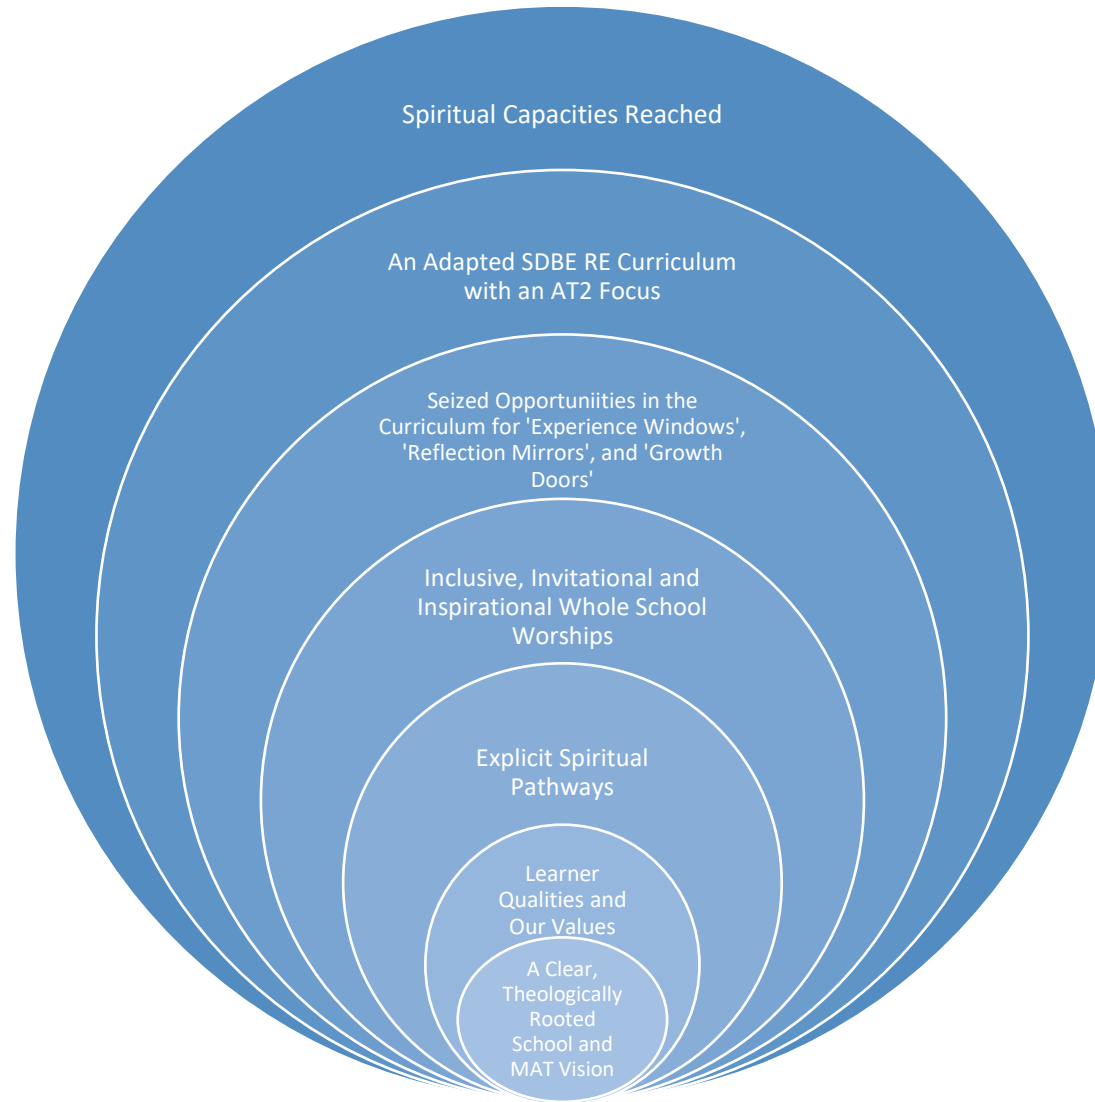 Spiritual Capacities Reached
An Adapted SDBE RE Curriculum
with an AT2 Focus
Seized Opportuniities in the
Curriculum for 'Experience Windows',
'Reflection Mirrors', and 'Growth
Doors'
Inclusive, Invitational and
Inspirational Whole School
Worships
Explicit Spiritual
Pathways
Learner
Qualities and
Our Values
A Clear,
Theologically
Rooted
School and
MAT Vision